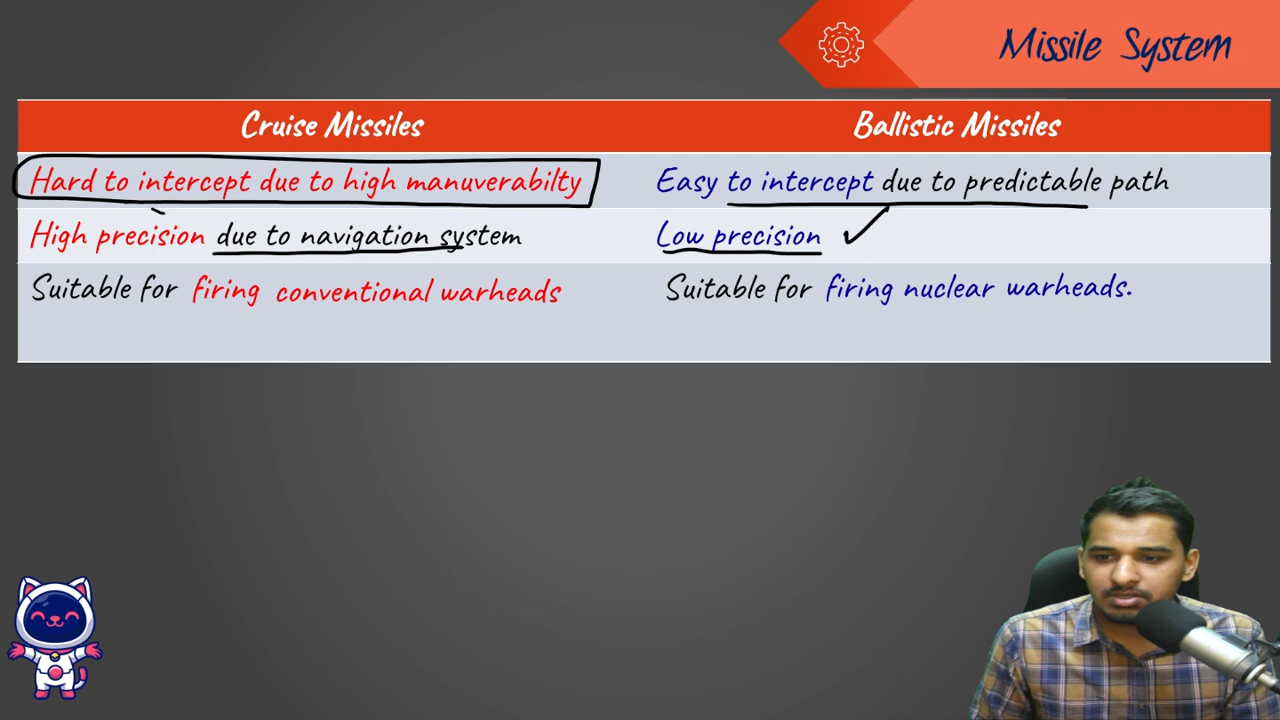 Missile System
Cruise Missiles
Ballistic Missiles
Hard to intercept due to high manuverabilty
Easy to intercept due to predictable path
High precision due to navigation system
Low precision
Suitable for firing conventional warheads
Suitable for firing nuclear warheads.